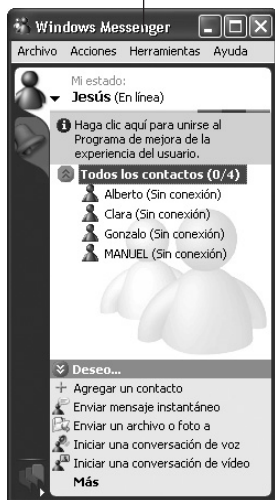 Windows Messenger
Archivo Acciones Herramientas Ayuda
Mi estado:
Jesús (En línea)
Haga clic aquí para unirse al
Programa de mejora de la
experiencia del usuario.
Todos los contactos (0/4)
Alberto (Sin conexión)
Clara (Sin conexión)
Gonzalo (Sin conexión)
MANUEL (Sin conexión)
Deseo...
Agregar un contacto
Enviar mensaje instantáneo
Enviar un archivo o foto a
Iniciar una conversación de voz
Iniciar una conversación de vídeo
Más